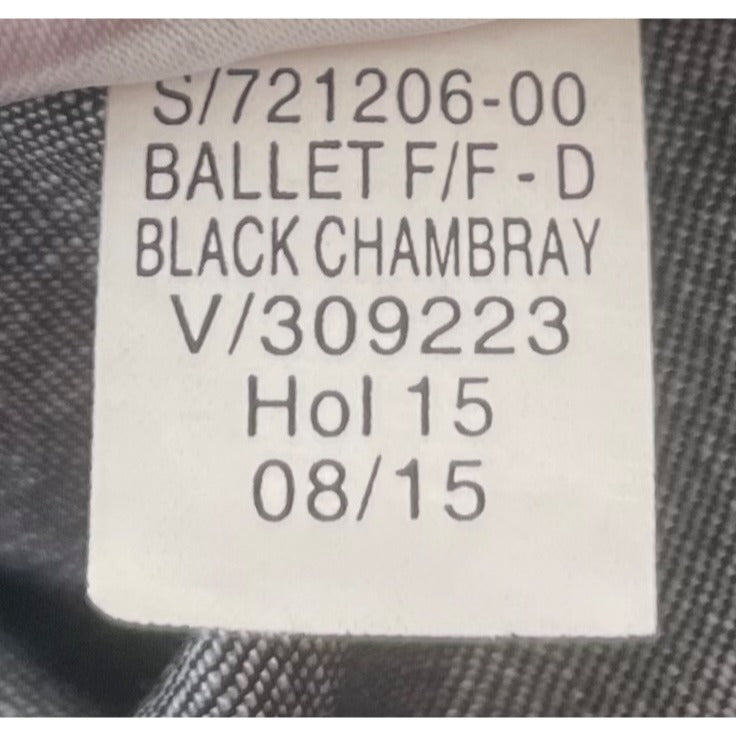 S/721206-00
BALLET F/F - D
BLACK CHAMBRAY
V/309223
Hol 15
08/15